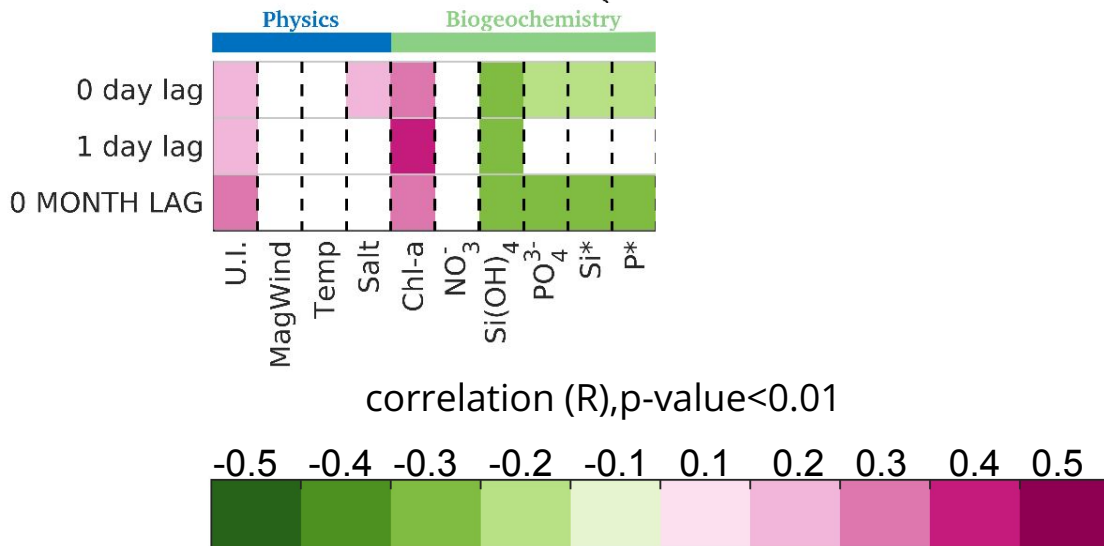 Physics Biogeochemistry
0 day lag
1 day lag
0 MONTH LAG
U.I.
MagWind
Temp
Salt
Chl-a
NO₃⁻
Si(OH)₄
PO₄³⁻
Si*
P*
correlation (R),p-value<0.01
-0.5 -0.4 -0.3 -0.2 -0.1 0.1 0.2 0.3 0.4 0.5